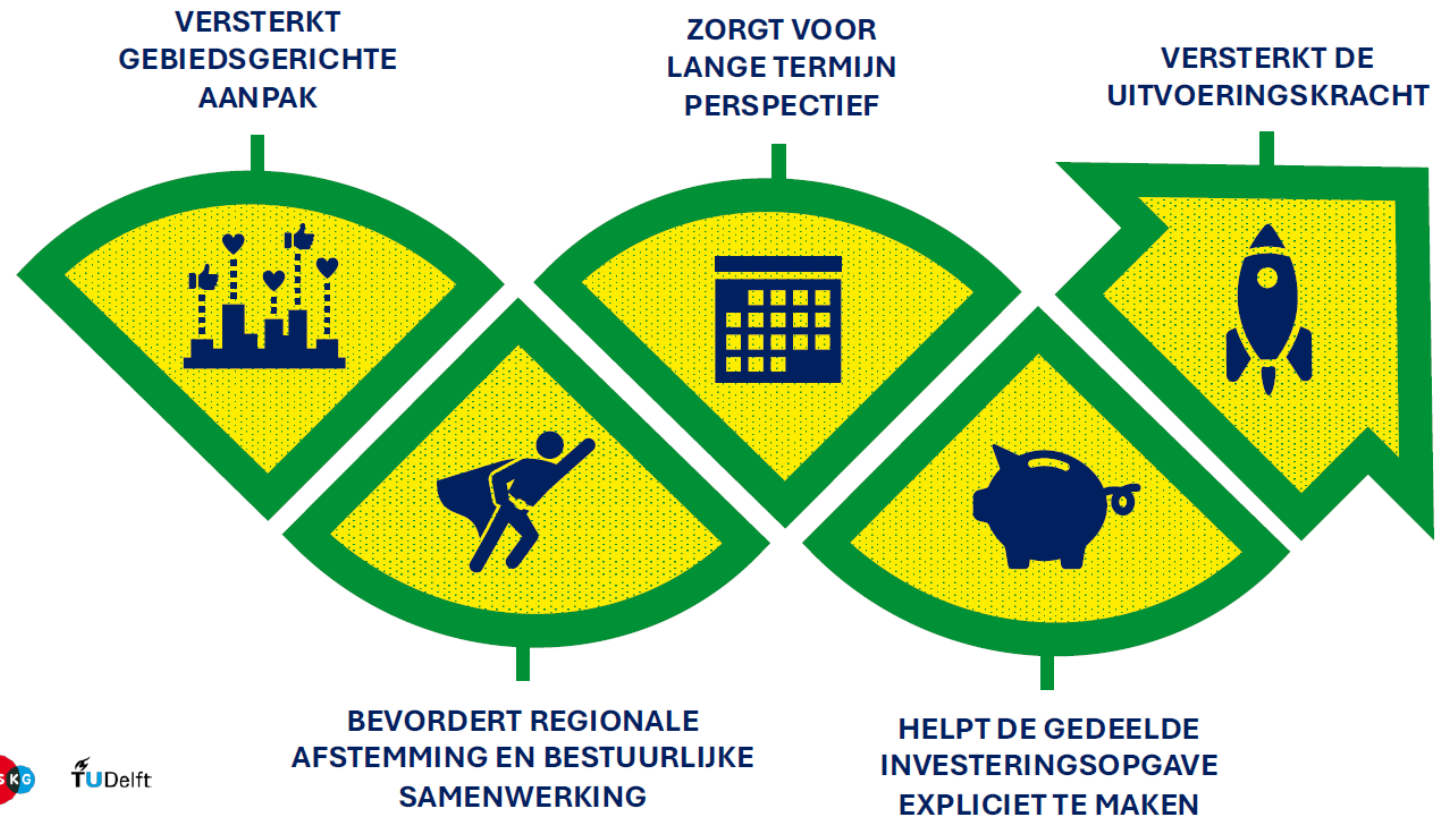 VERSTERKT
GEBIEDSGERICHTE
AANPAK
ZORGT VOOR
LANGE TERMIJN
PERSPECTIEF
VERSTERKT DE
UITVOERINGSKRACHT
BEVORDERT REGIONALE
AFSTEMMING EN BESTUURLIJKE
SAMENWERKING
HELPT DE GEDEELDE
INVESTERINGSOPGAVE
EXPLICIET TE MAKEN
SKG
TUDelft